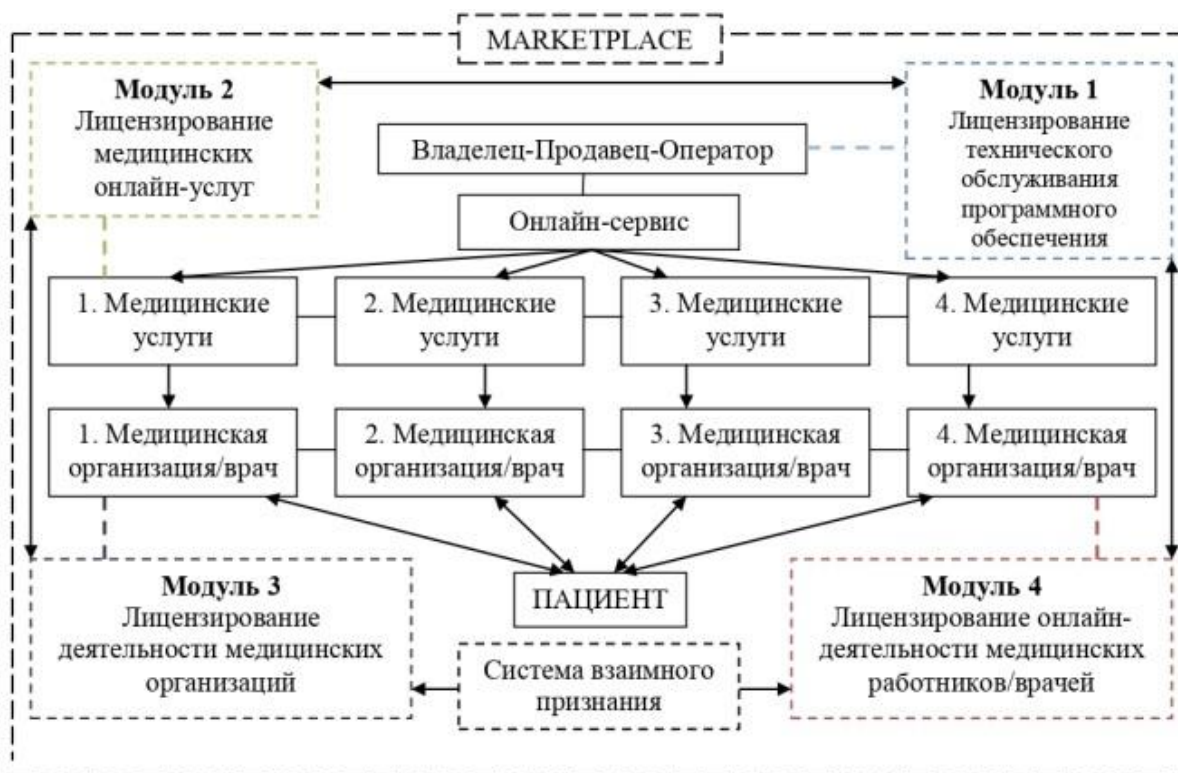 MARKETPLACE
Модуль 2
Лицензирование
медицинских
онлайн-услуг
Модуль 1
Лицензирование
технического
обслуживания
программного
обеспечения
Владелец-Продавец-Оператор
Онлайн-сервис
1. Медицинские
услуги
2. Медицинские
услуги
3. Медицинские
услуги
4. Медицинские
услуги
1. Медицинская
организация/врач
2. Медицинская
организация/врач
3. Медицинская
организация/врач
4. Медицинская
организация/врач
Модуль 3
Лицензирование
деятельности медицинских
организаций
ПАЦИЕНТ
Система взаимного
признания
Модуль 4
Лицензирование онлайн-
деятельности медицинских
работников/врачей